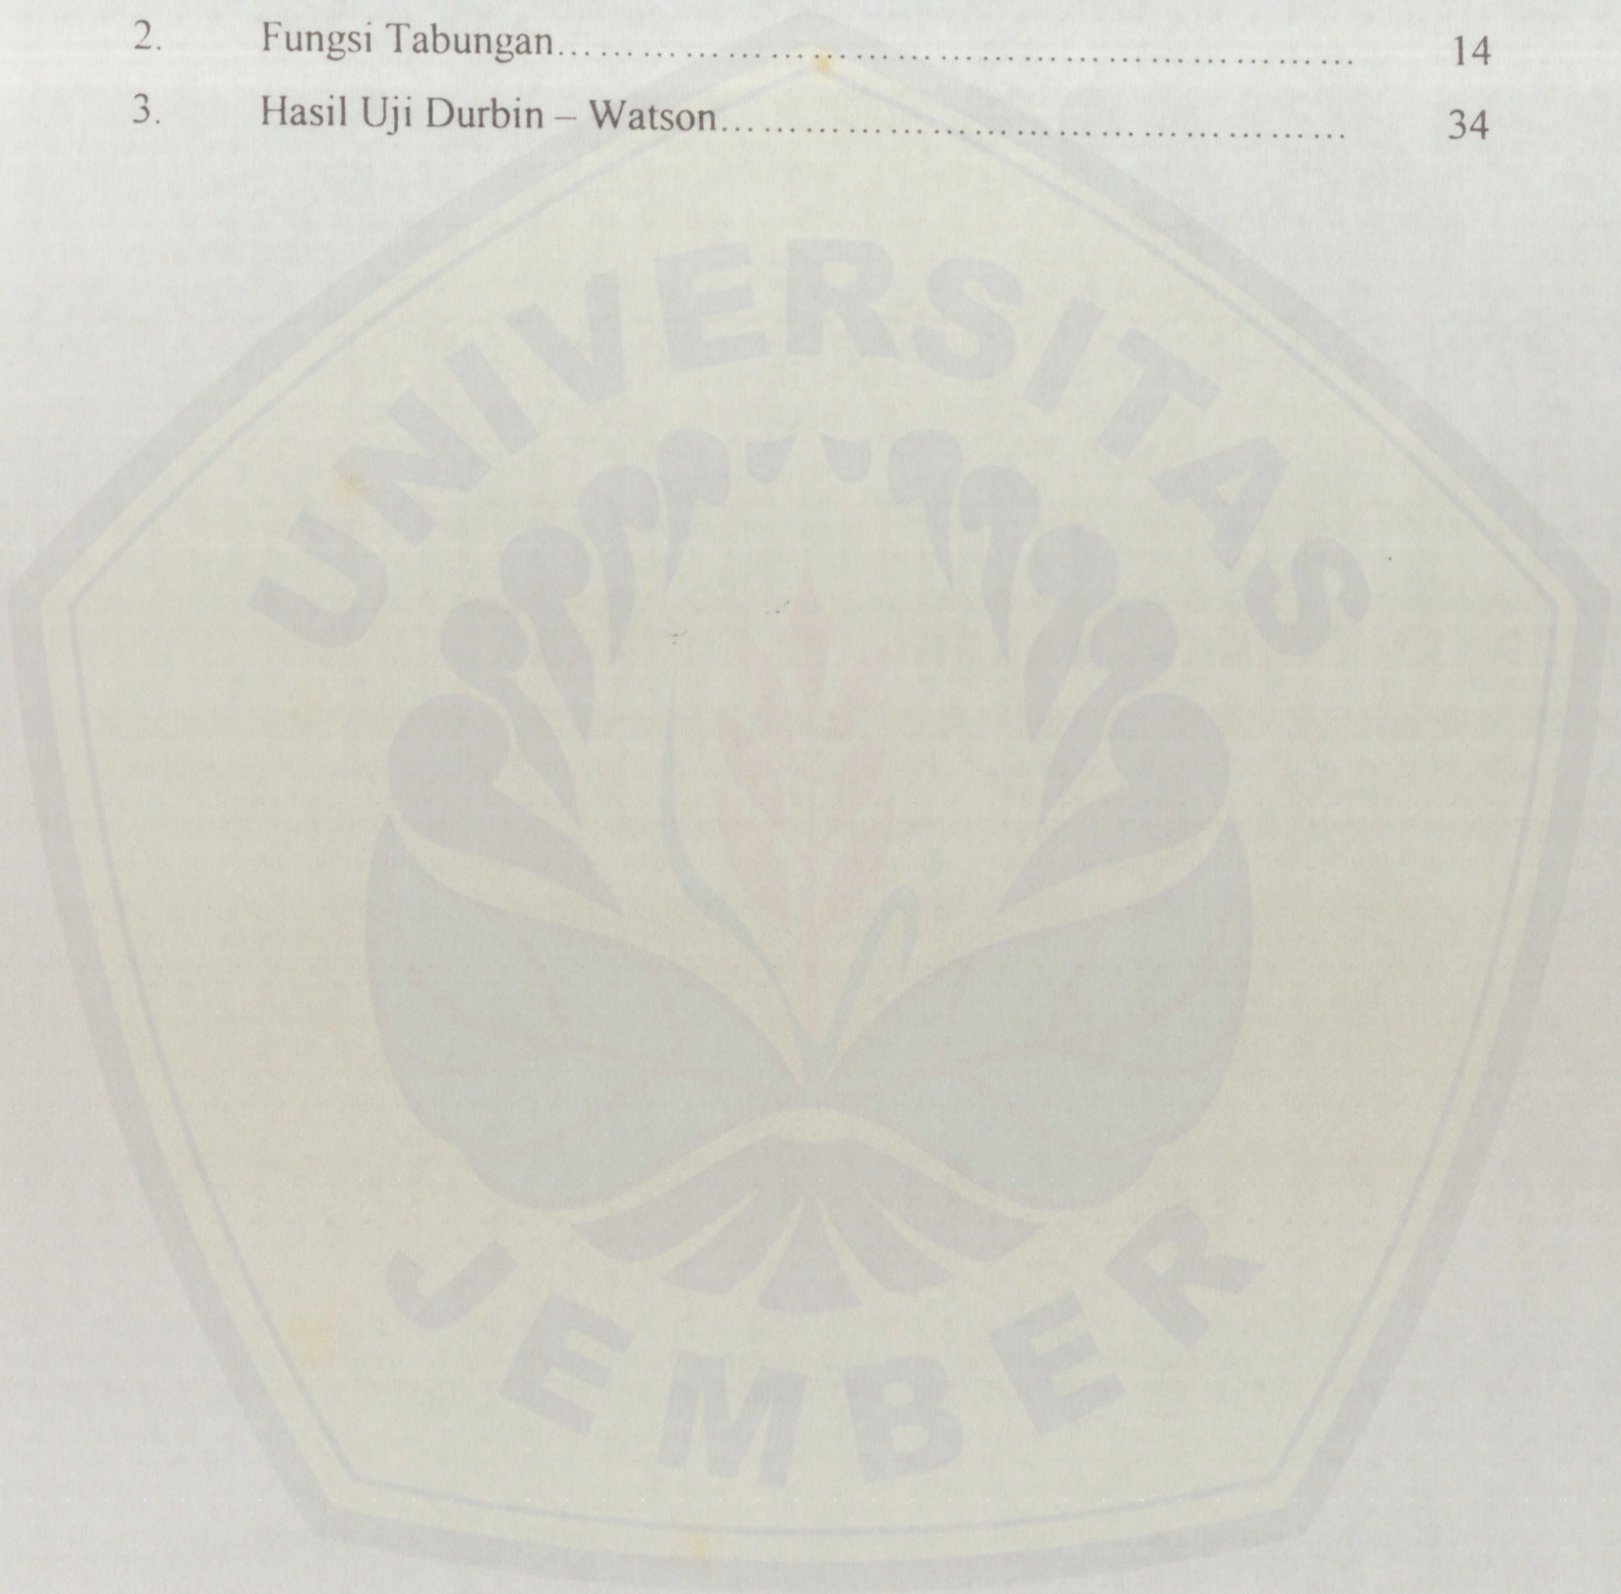 2. Fungsi Tabungan........................................................ 14
3. Hasil Uji Durbin – Watson............................................ 34
UNIVERSITAS
JEMBER